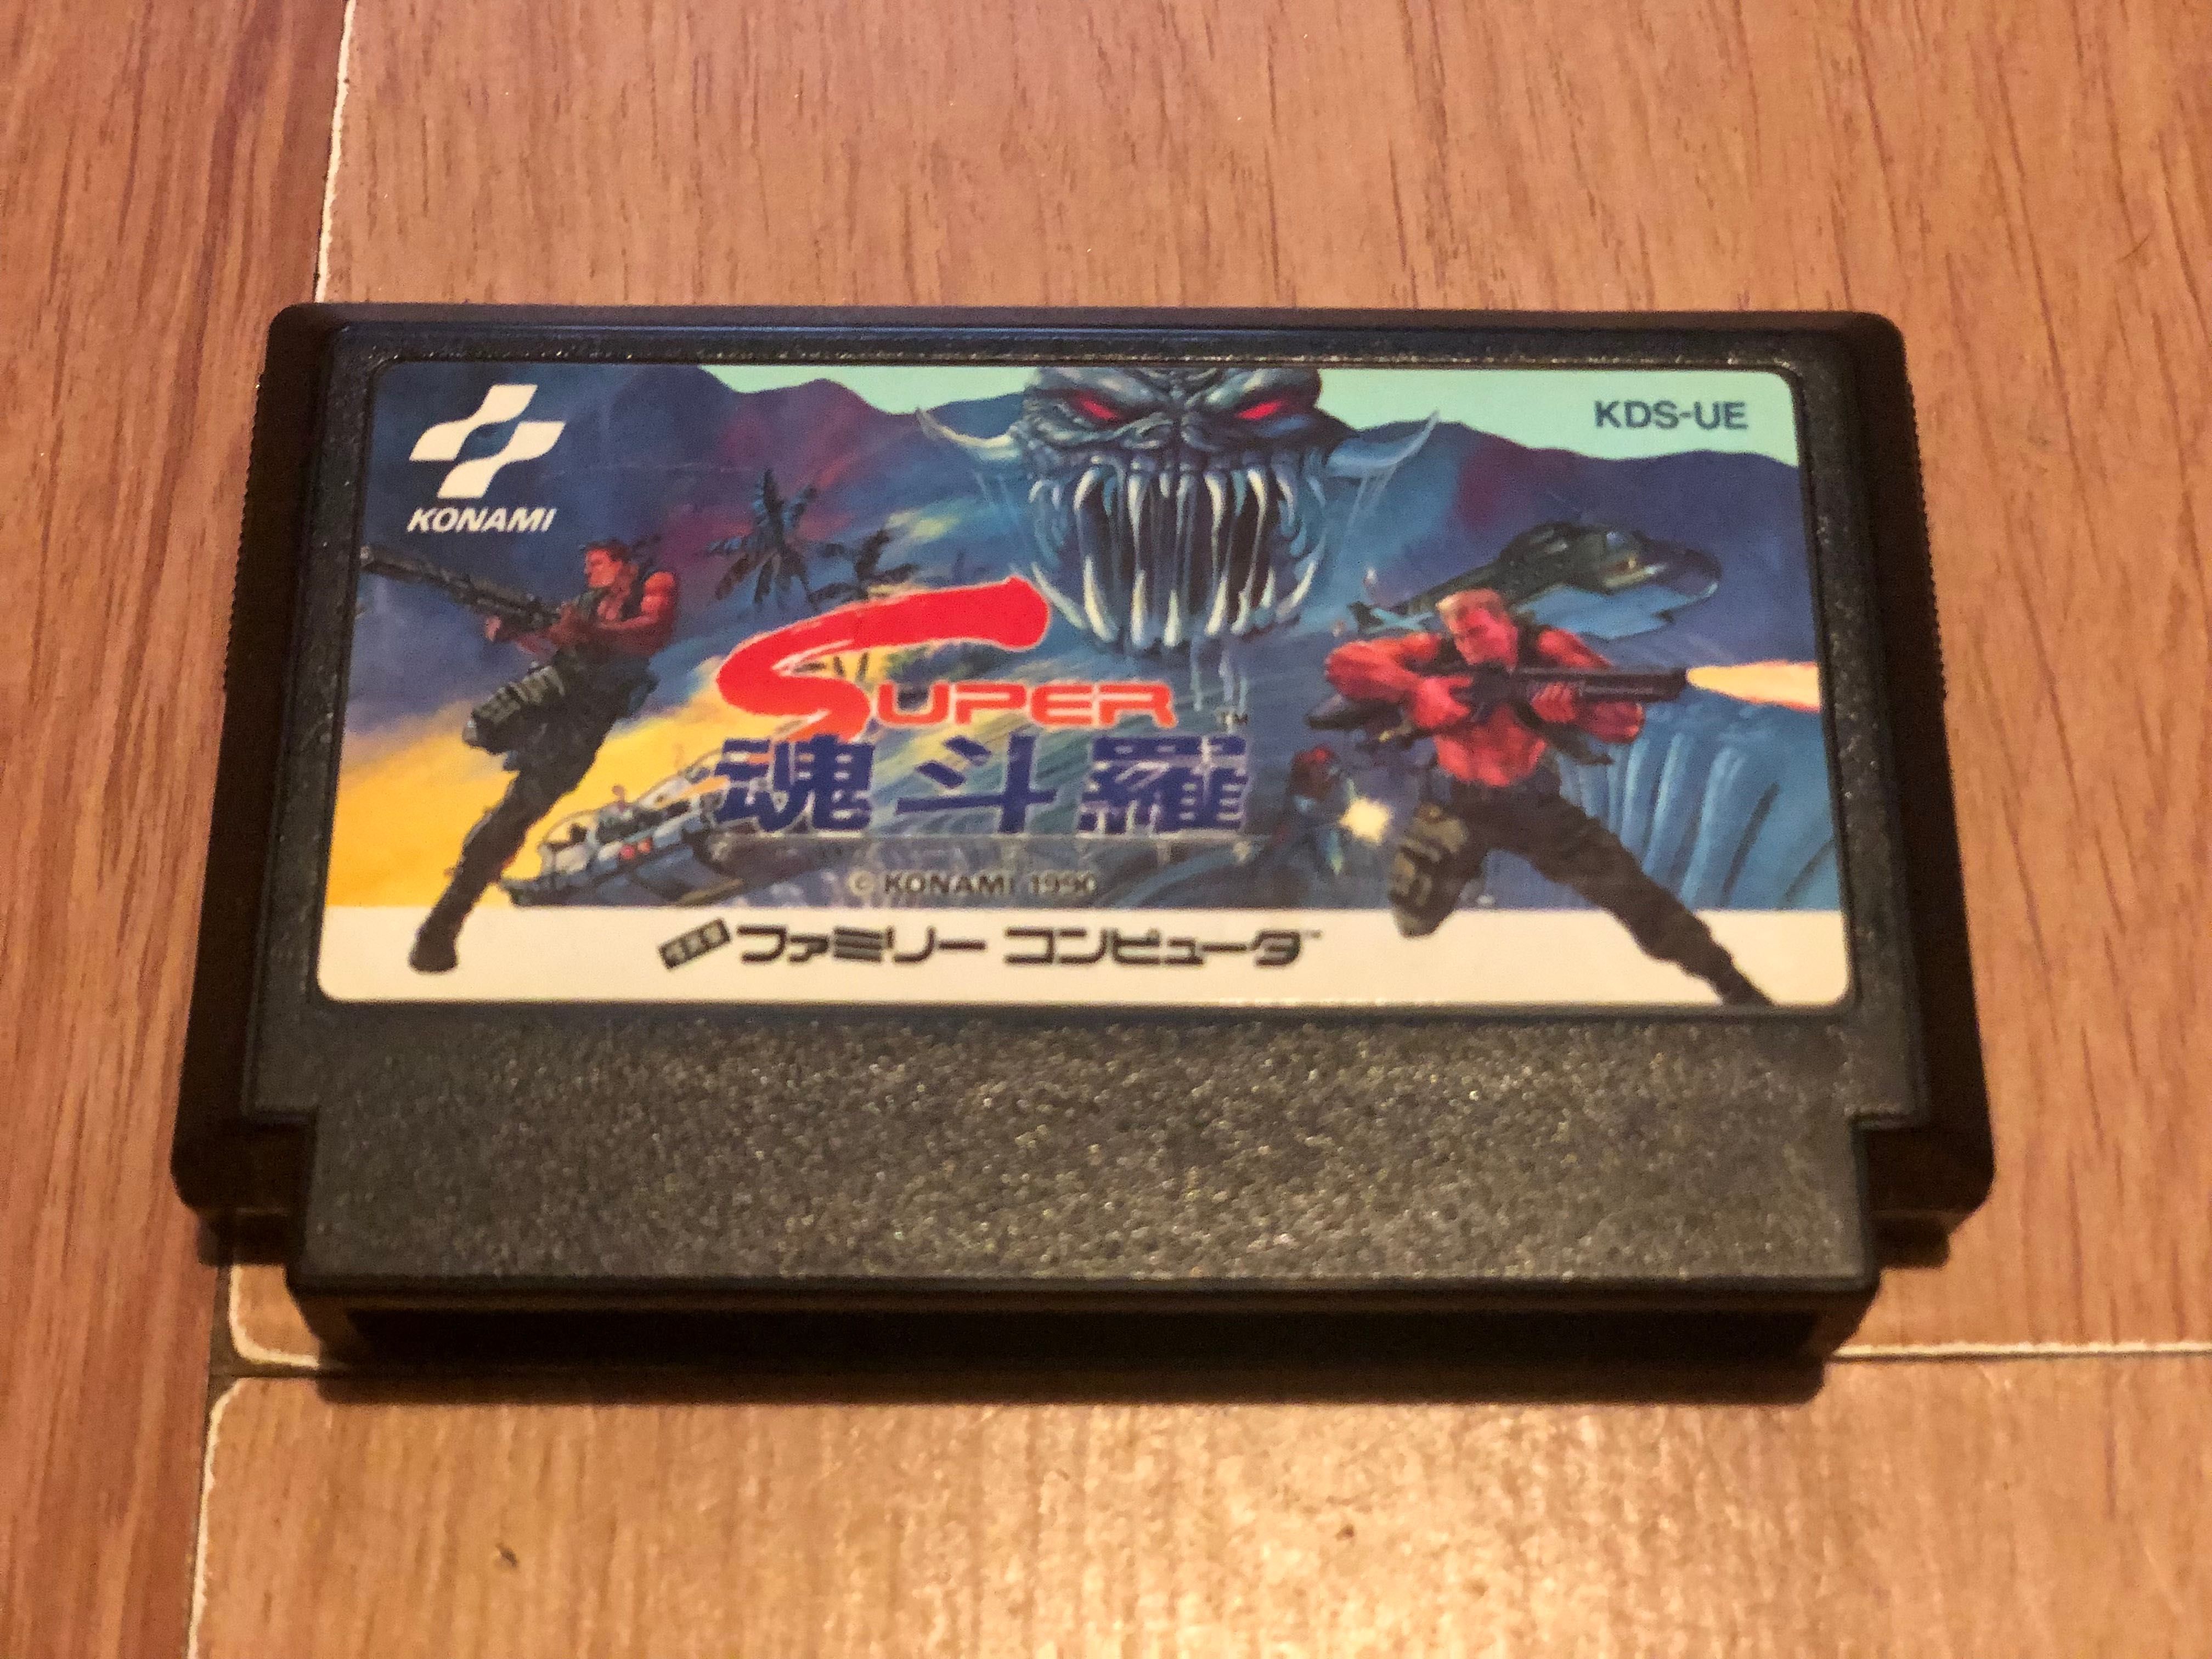 KDS-UE
KONAMI
SUPER
TM
魂斗羅
© KONAMI 1990
ファミリー コンピュータ